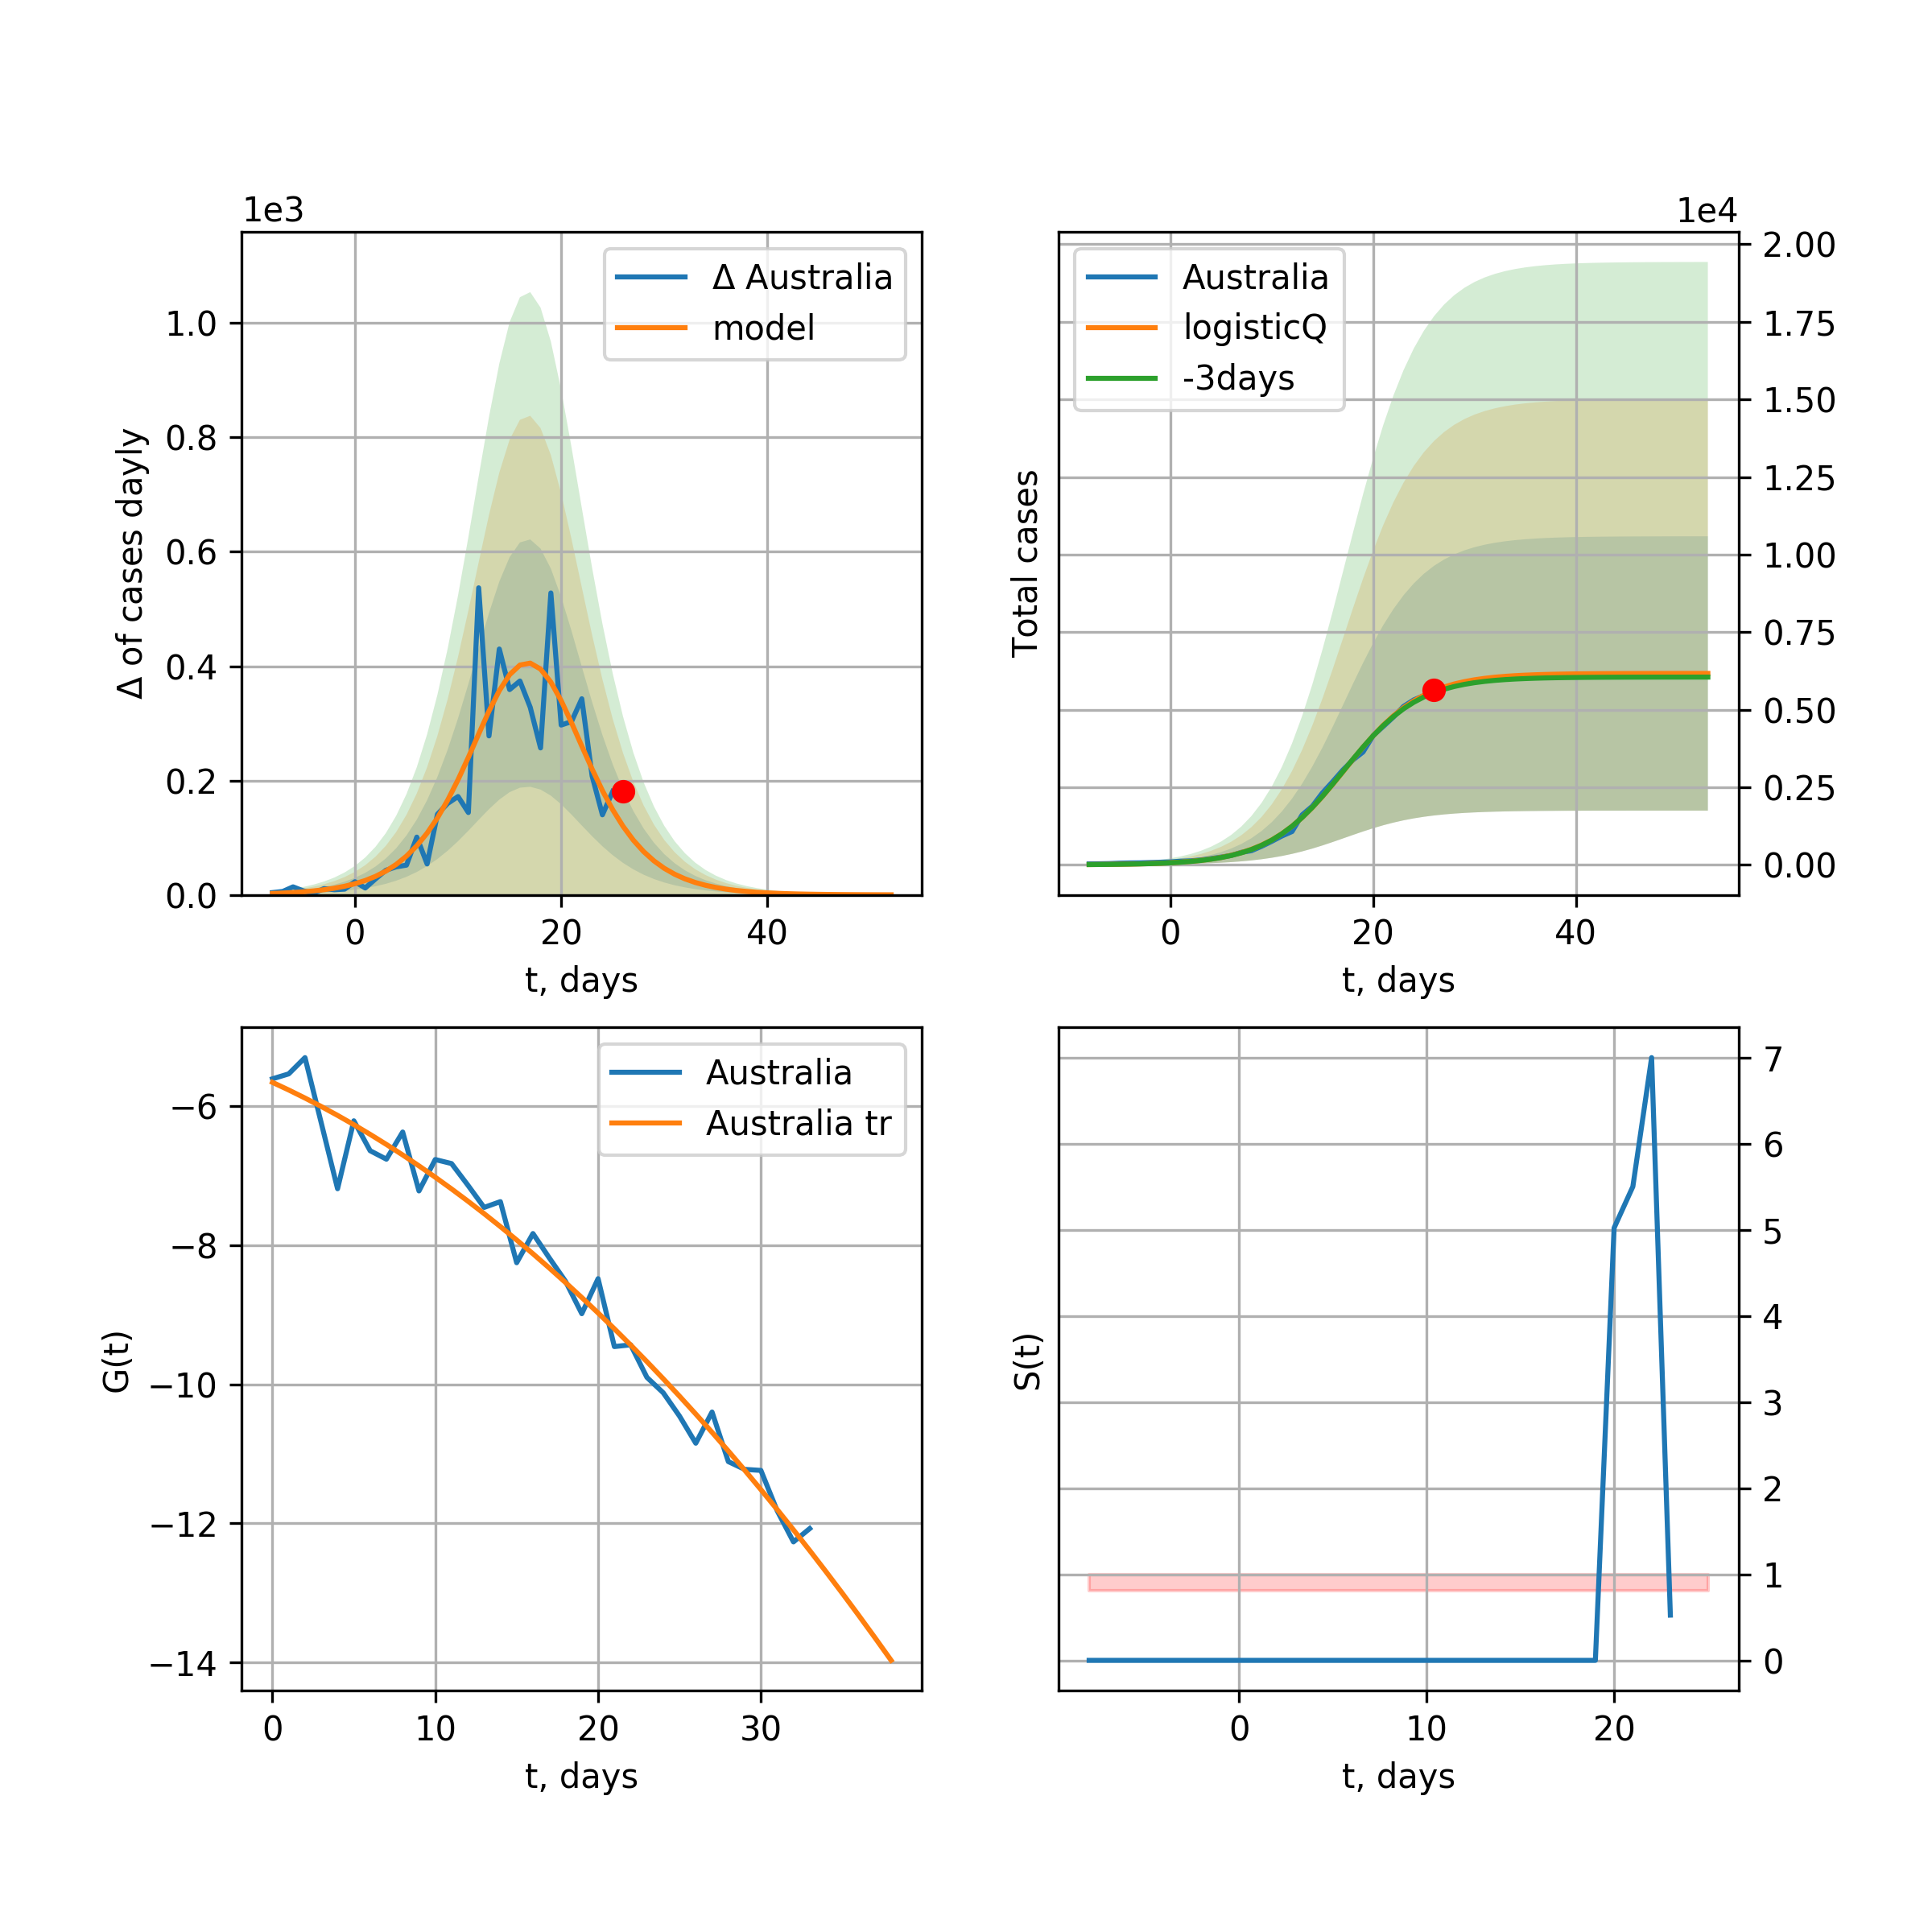 1e3
Δ Australia
model
1.0
0.8
0.6
0.4
0.2
0.0
Δ of cases dayly
0 20 40
t, days
1e4
Australia
logisticQ
-3days
2.00
1.75
1.50
1.25
1.00
0.75
0.50
0.25
0.00
Total cases
0 20 40
t, days
Australia
Australia tr
−6
−8
−10
−12
−14
G(t)
0 10 20 30
t, days
7
6
5
4
3
2
1
0
S(t)
0 10 20
t, days